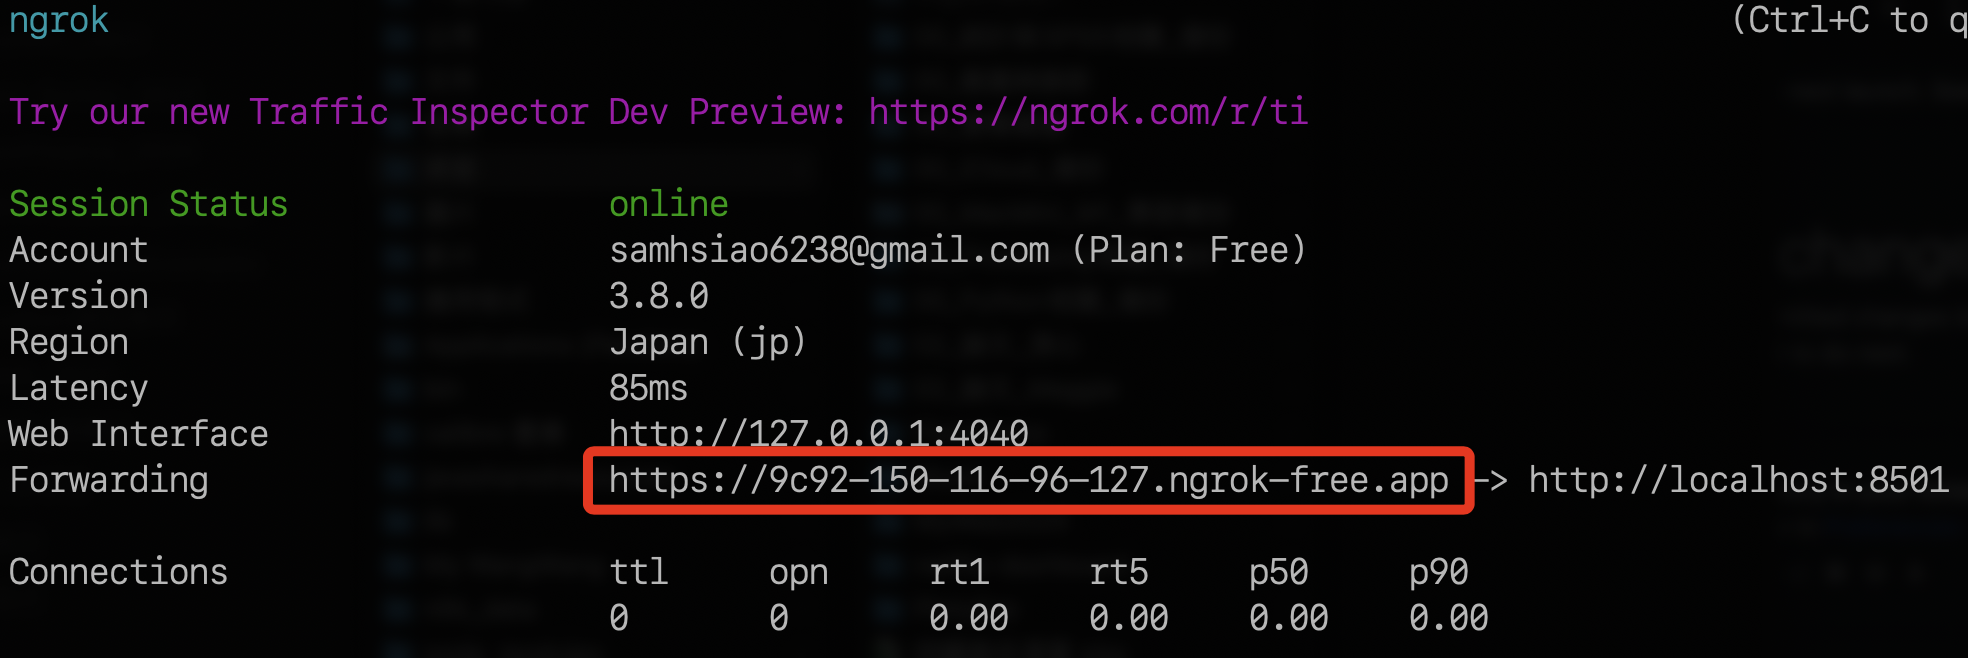 ngrok (Ctrl+C to q
Try our new Traffic Inspector Dev Preview: https://ngrok.com/r/ti
Session Status online
Account samhsiao6238@gmail.com (Plan: Free)
Version 3.8.0
Region Japan (jp)
Latency 85ms
Web Interface http://127.0.0.1:4040
Forwarding https://9c92-150-116-96-127.ngrok-free.app -> http://localhost:8501
Connections ttl opn rt1 rt5 p50 p90
0 0 0.00 0.00 0.00 0.00